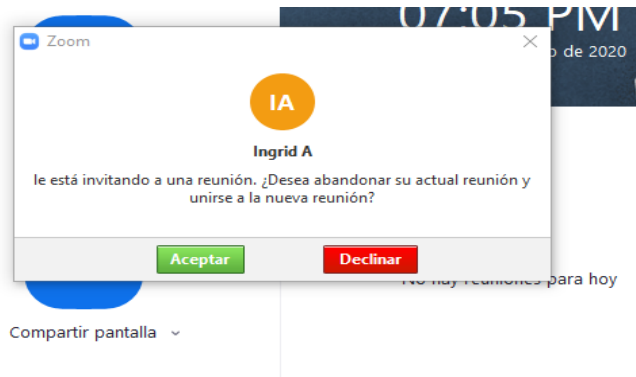 07:05 PM
Zoom
de 2020
IA
Ingrid A
le está invitando a una reunión. ¿Desea abandonar su actual reunión y
unirse a la nueva reunión?
Aceptar
Declinar
No hay reuniones para hoy
Compartir pantalla